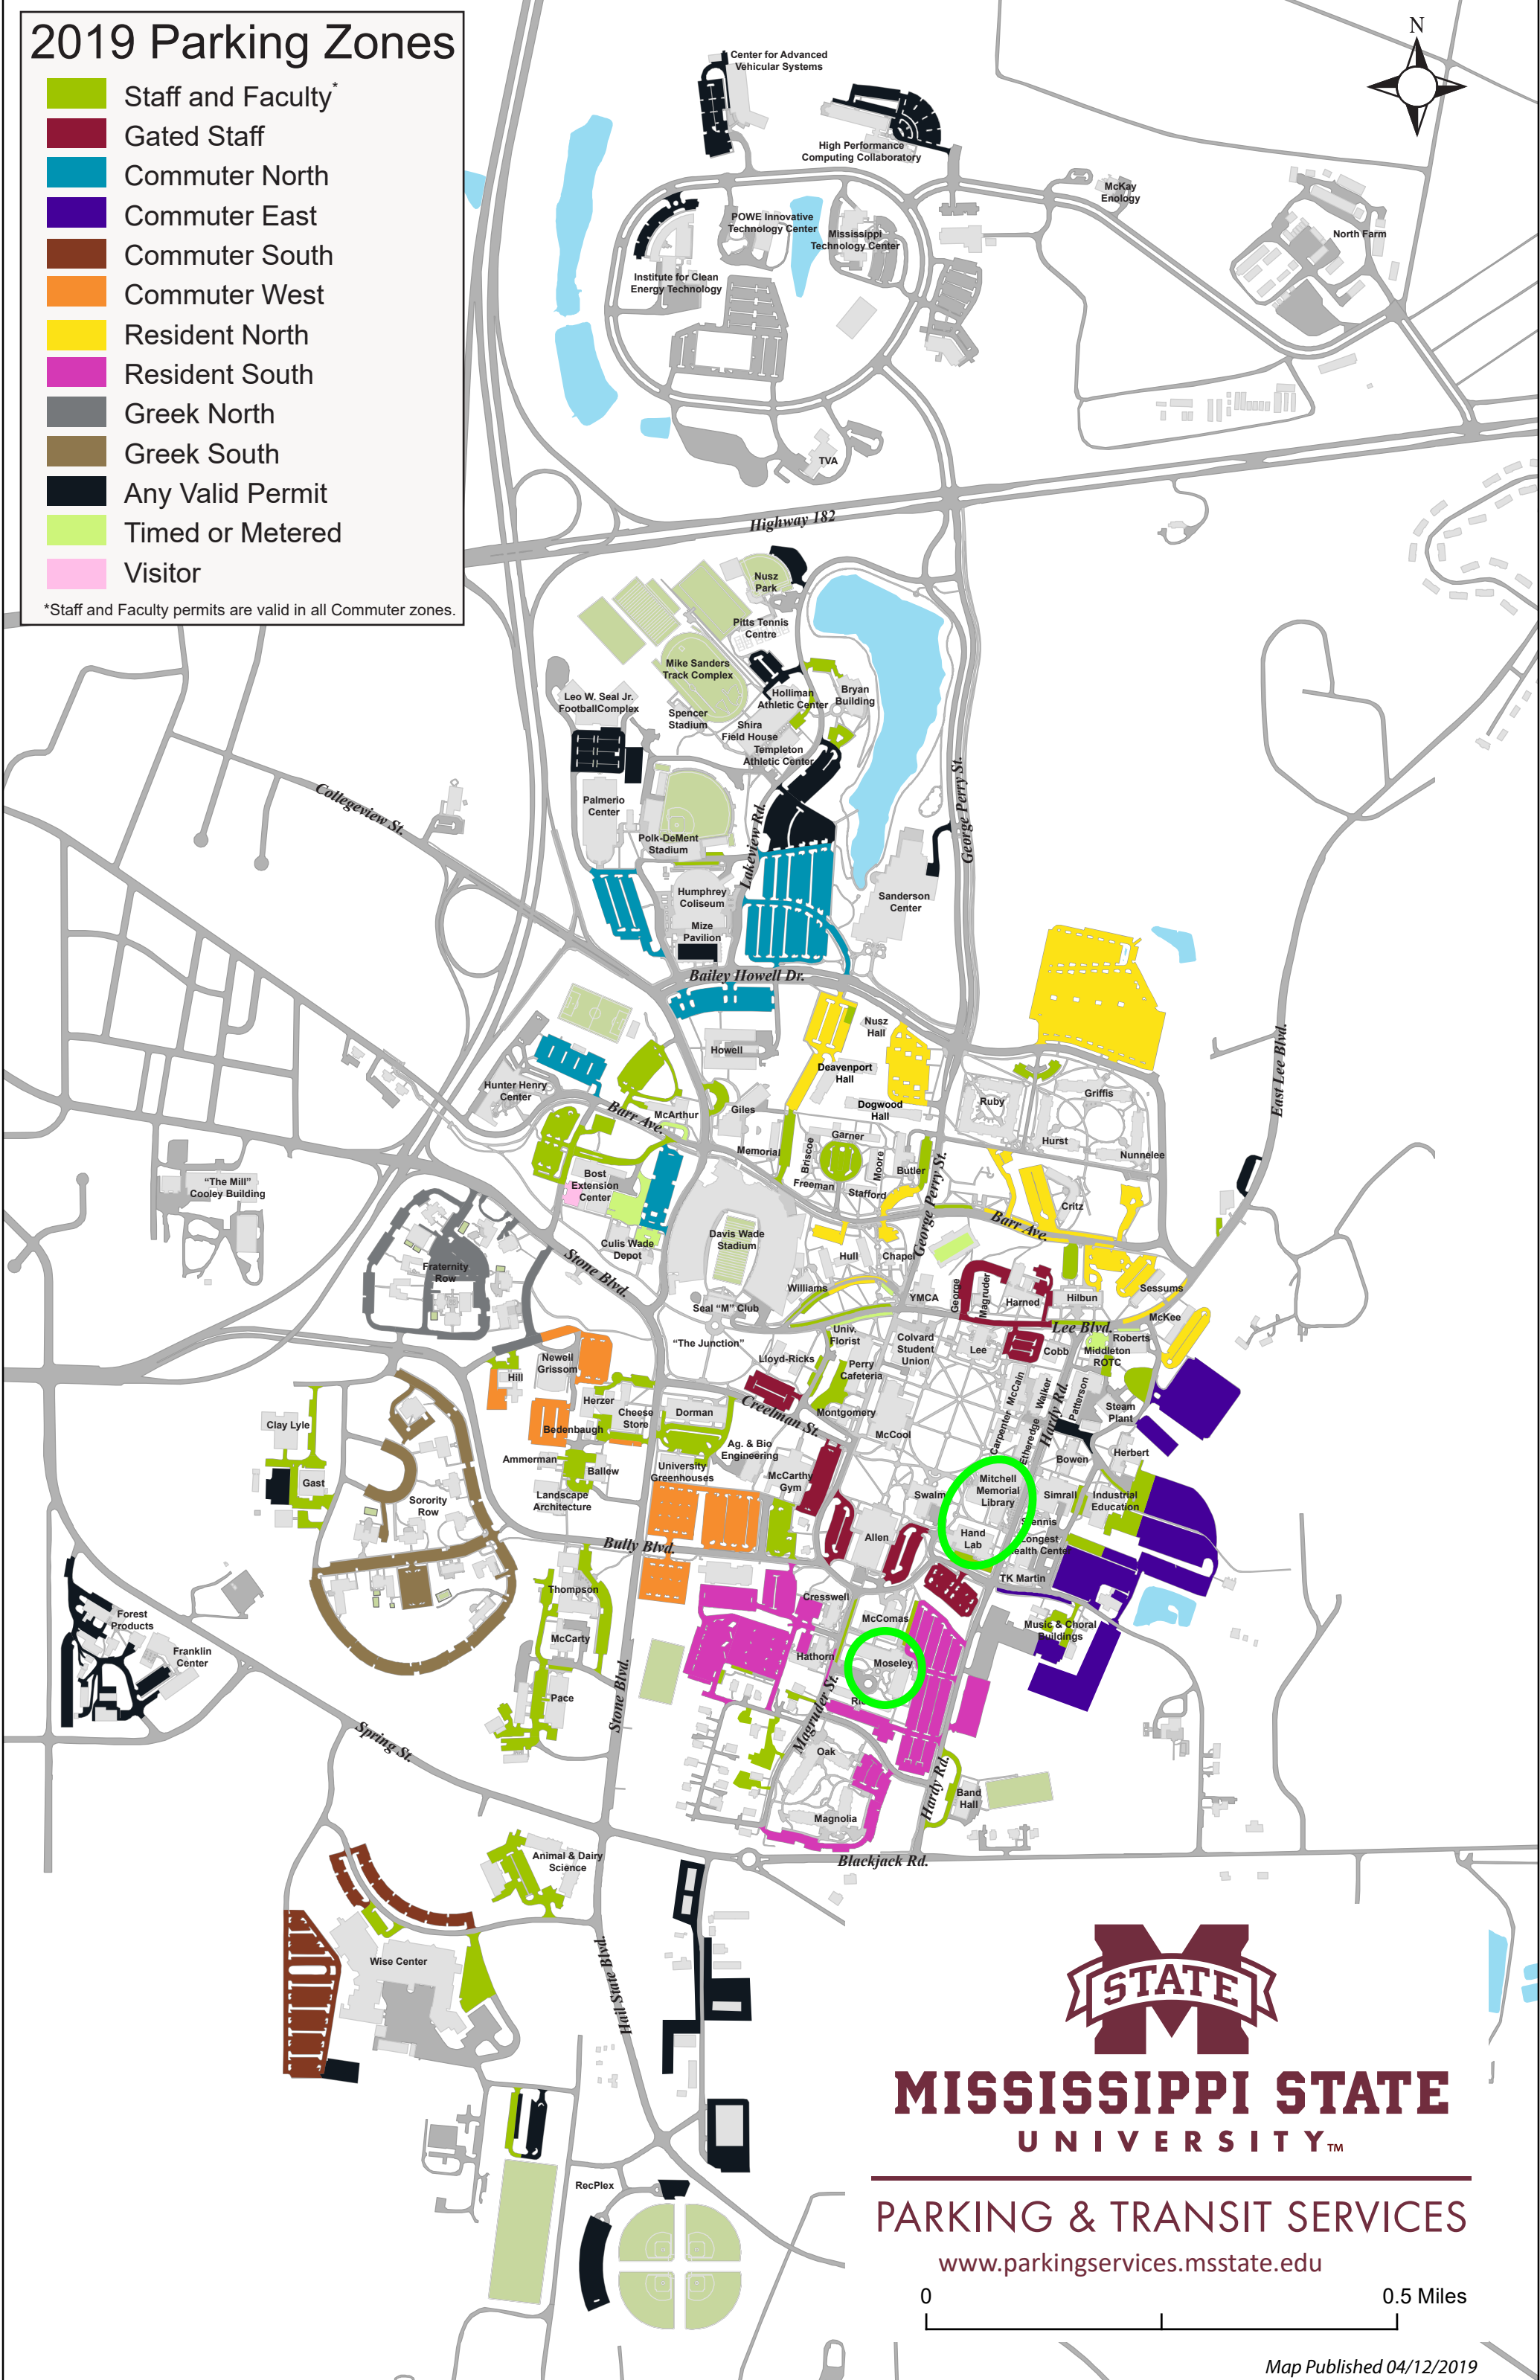 2019 Parking Zones
Staff and Faculty*
Gated Staff
Commuter North
Commuter East
Commuter South
Commuter West
Resident North
Resident South
Greek North
Greek South
Any Valid Permit
Timed or Metered
Visitor
*Staff and Faculty permits are valid in all Commuter zones.
N
Center for Advanced
Vehicular Systems
High Performance
Computing Collaboratory
McKay
Enology
North Farm
POWE Innovative
Technology Center
Mississippi
Technology Center
Institute for Clean
Energy Technology
TVA
Highway 182
Nusz
Park
Pitts Tennis
Centre
Mike Sanders
Track Complex
Leo W. Seal Jr.
FootballComplex
Holliman
Athletic Center
Bryan
Building
Spencer
Stadium
Shira
Field House
Templeton
Athletic Center
Collegeview St.
Palmerio
Center
Polk-DeMent
Stadium
Lakeview Rd.
George Perry St.
Humphrey
Coliseum
Sanderson
Center
Mize
Pavilion
Bailey Howell Dr.
Nusz
Hall
Howell
Deavenport
Hall
Dogwood
Hall
Hunter Henry
Center
Barr Ave.
McArthur
Giles
Ruby
Griffis
East Lee Blvd.
Hurst
Nunnelee
Memorial
Briscoe
Garner
Moore
Butler
Freeman
Stafford
George Perry St.
"The Mill"
Cooley Building
Bost
Extension
Center
Critz
Barr Ave.
Culis Wade
Depot
Davis Wade
Stadium
Hull
Chapel
Stone Blvd.
Fraternity
Row
Williams
YMCA
George
Magruder
Harned
Hilbun
Sessums
McKee
Seal "M" Club
"The Junction"
Univ.
Florist
Colvard
Student
Union
Lee
Lee Blvd.
Cobb
Roberts
Middleton
ROTC
Newell
Grissom
Hill
Lloyd-Ricks
Perry
Cafeteria
Herzer
Cheese
Store
Dorman
Creelman St.
Montgomery
McCain
Walker
Hardy Rd.
Patterson
Steam
Plant
Clay Lyle
Bedenbaugh
Carpenter
Etheredge
McCool
Ag. & Bio
Engineering
Bowen
Herbert
Ammerman
Ballew
University
Greenhouses
McCarthy
Gym
Gast
Landscape
Architecture
Sorority
Row
Swalm
Mitchell
Memorial
Library
Simrall
Industrial
Education
Stennis
Hand
Lab
Longest
Allen
Bully Blvd.
TK Martin
Thompson
Cresswell
McComas
Music & Choral
Buildings
Forest
Products
Franklin
Center
McCarty
Hathorn
Moseley
Magruder St.
Pace
Stone Blvd.
Spring St.
Oak
Hardy Rd.
Band
Hall
Magnolia
Blackjack Rd.
Animal & Dairy
Science
Wise Center
Hail State Blvd.
RecPlex
STATE
MISSISSIPPI STATE
UNIVERSITY™
PARKING & TRANSIT SERVICES
www.parkingservices.msstate.edu
0 0.5 Miles
Map Published 04/12/2019